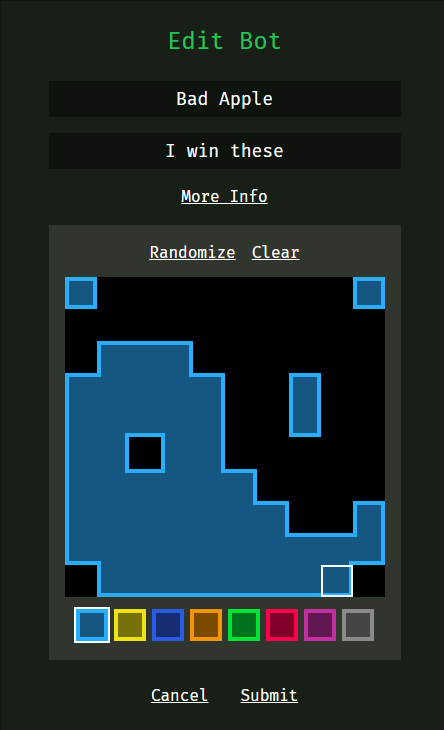 Edit Bot
Bad Apple
I win these
More Info
Randomize Clear
Cancel Submit